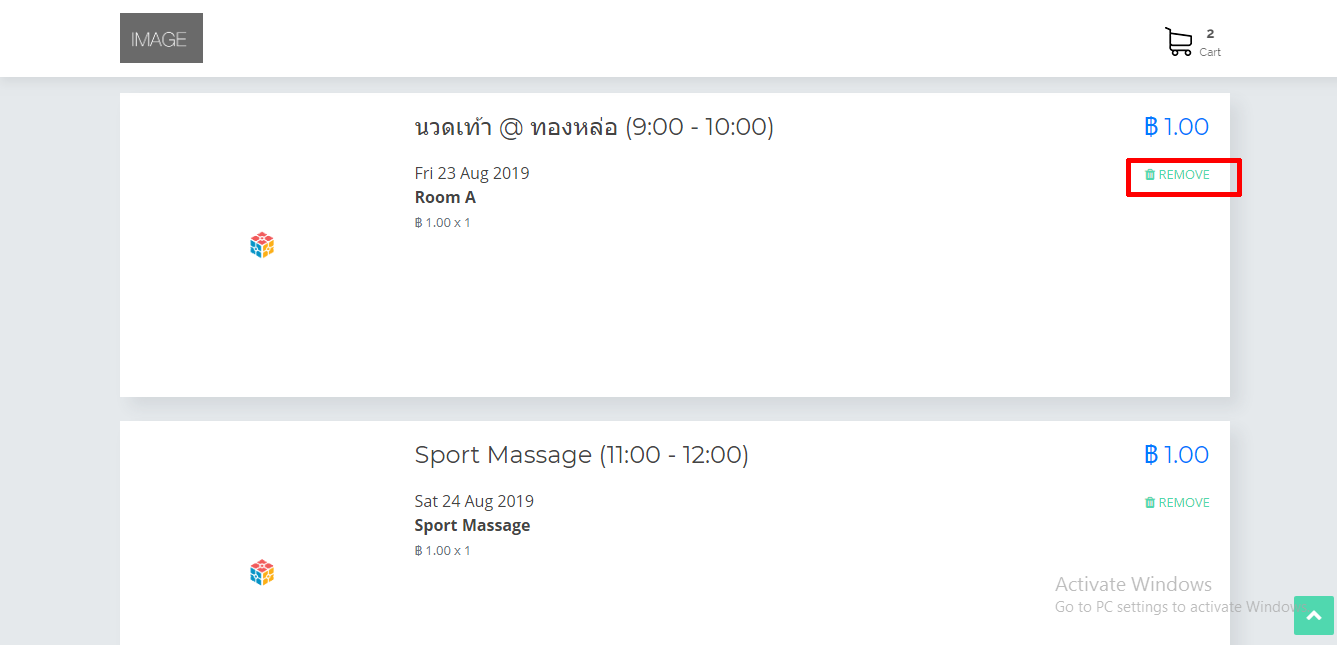 IMAGE
2
Cart
นวดเท้า @ ทองหล่อ (9:00 - 10:00)
฿ 1.00
Fri 23 Aug 2019
REMOVE
Room A
฿ 1.00 x 1
Sport Massage (11:00 - 12:00)
฿ 1.00
Sat 24 Aug 2019
REMOVE
Sport Massage
฿ 1.00 x 1
Activate Windows
Go to PC settings to activate Windows